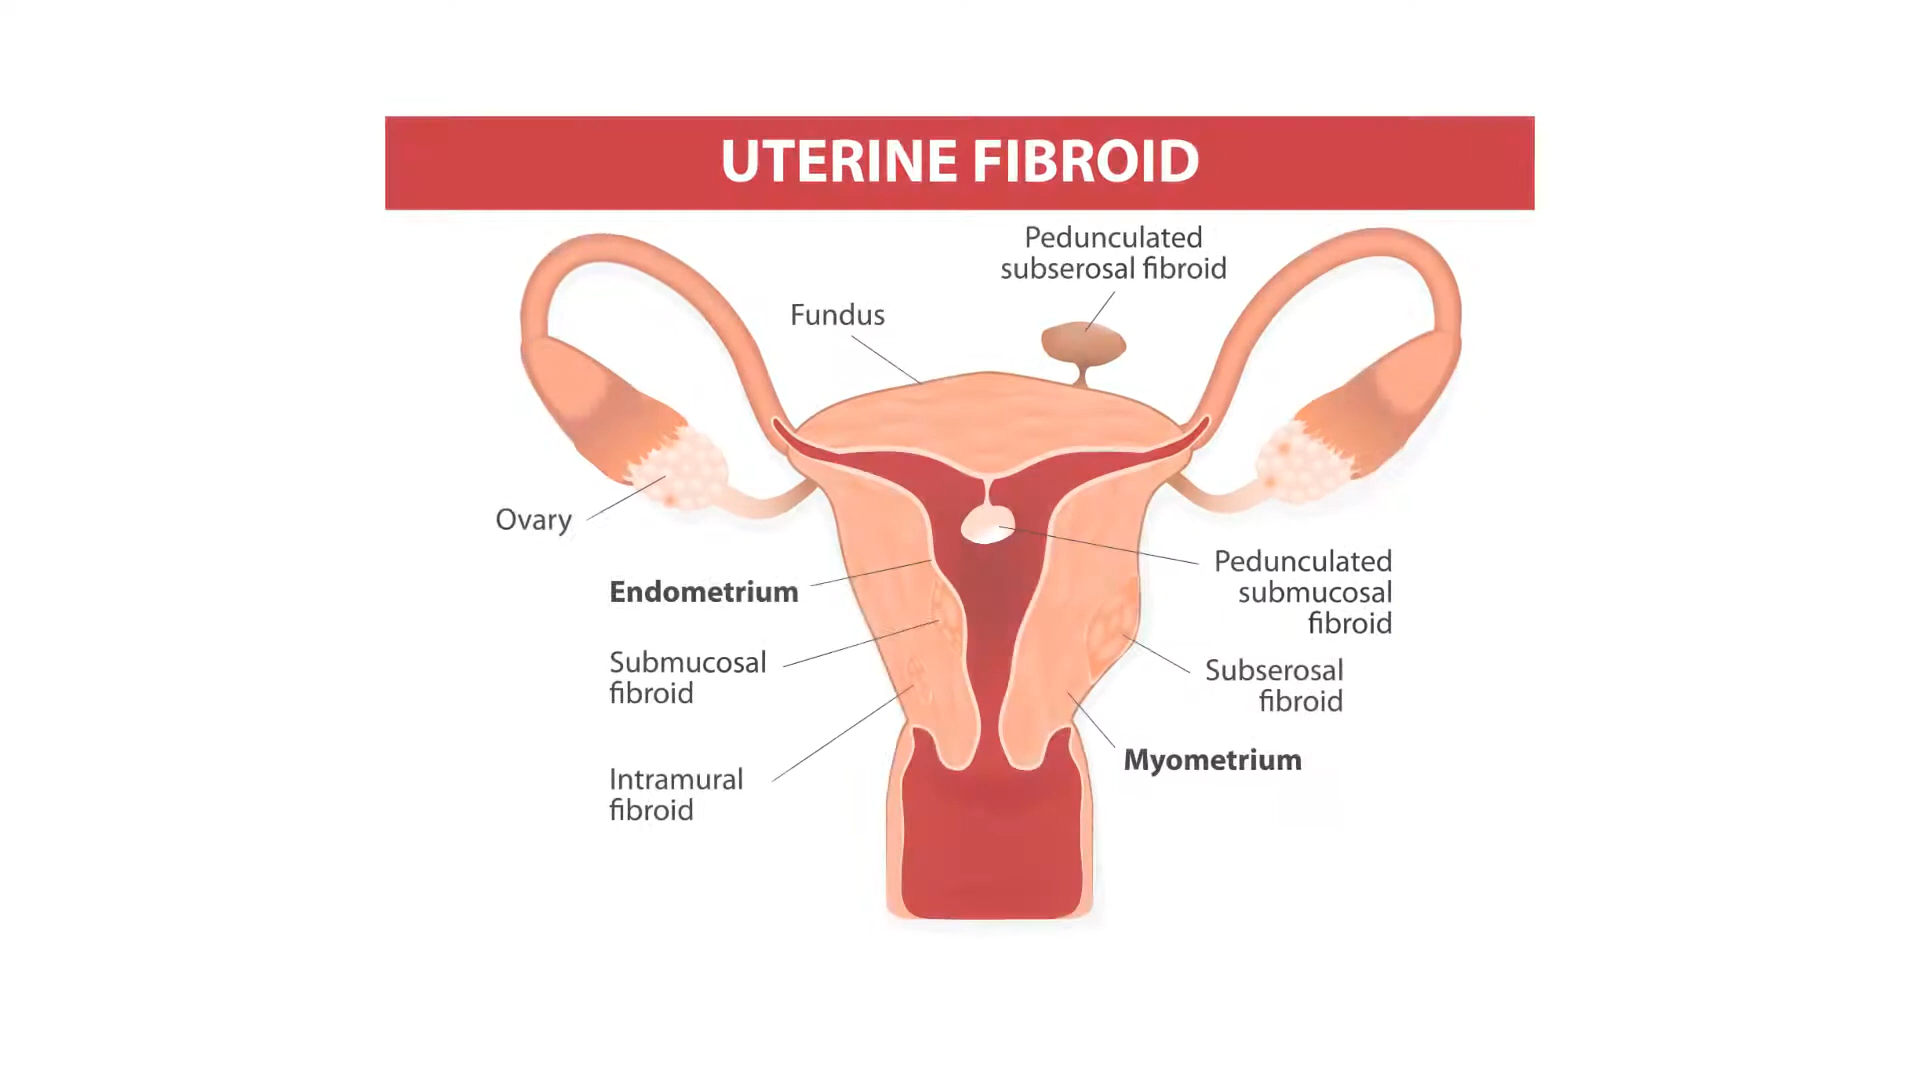 UTERINE FIBROID
Pedunculated
subserosal fibroid
Fundus
Ovary
Endometrium
Submucosal
fibroid
Intramural
fibroid
Pedunculated
submucosal
fibroid
Subserosal
fibroid
Myometrium